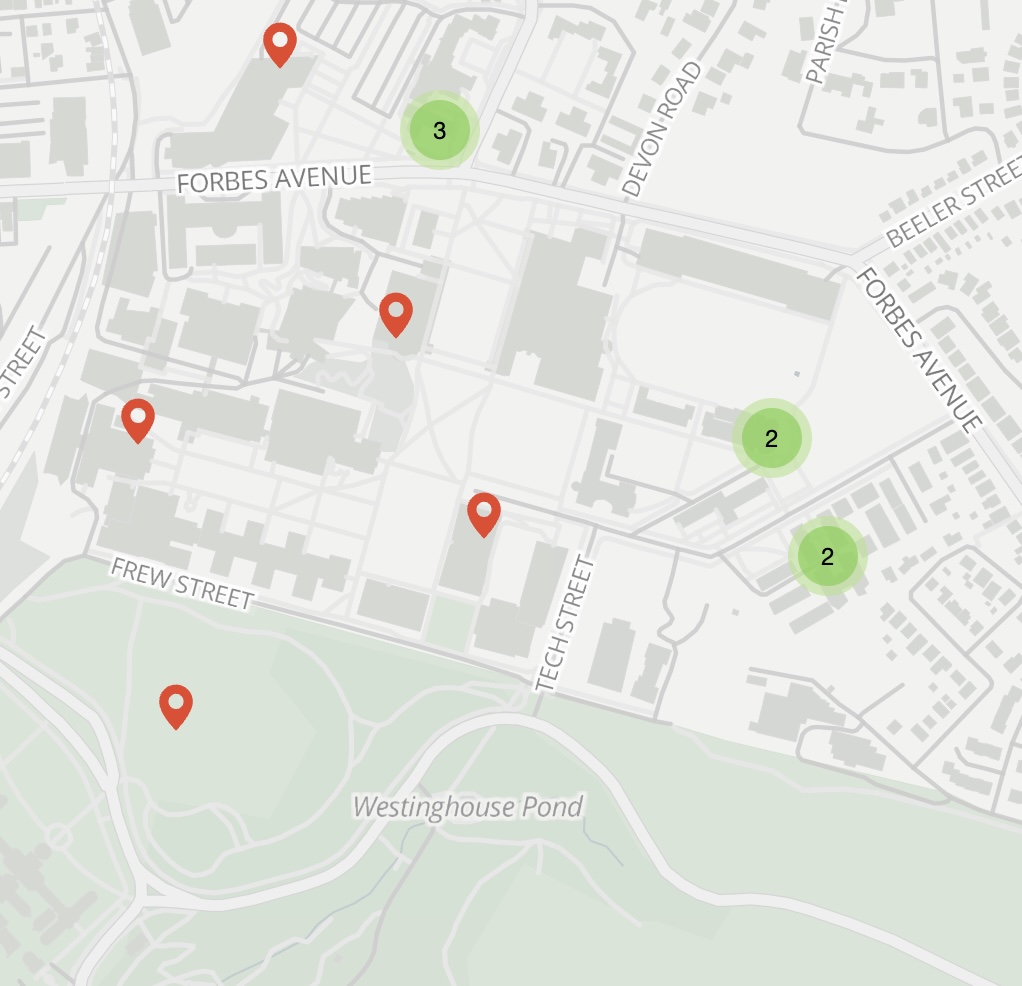 PARISH
DEVON ROAD
3
FORBES AVENUE
BEELER STREET
FORBES AVENUE
STREET
2
2
FREW STREET
TECH STREET
Westinghouse Pond